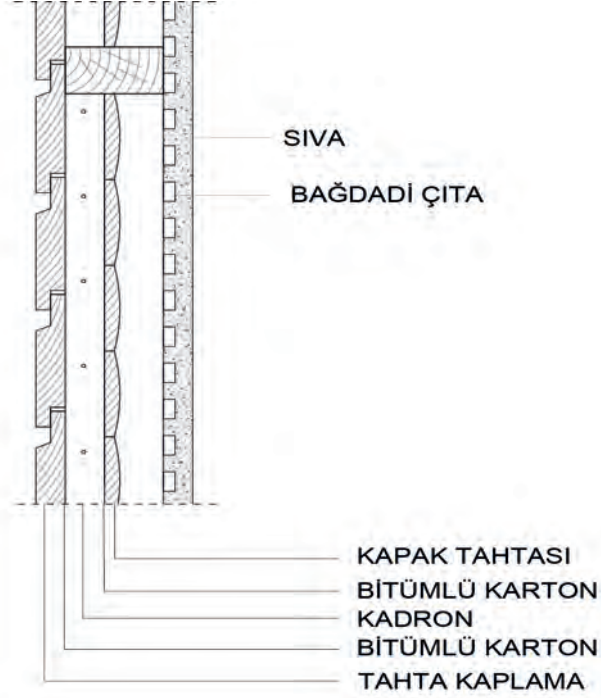 SIVA
BAĞDADİ ÇITA
KAPAK TAHTASI
BİTÜMLÜ KARTON
KADRON
BİTÜMLÜ KARTON
TAHTA KAPLAMA